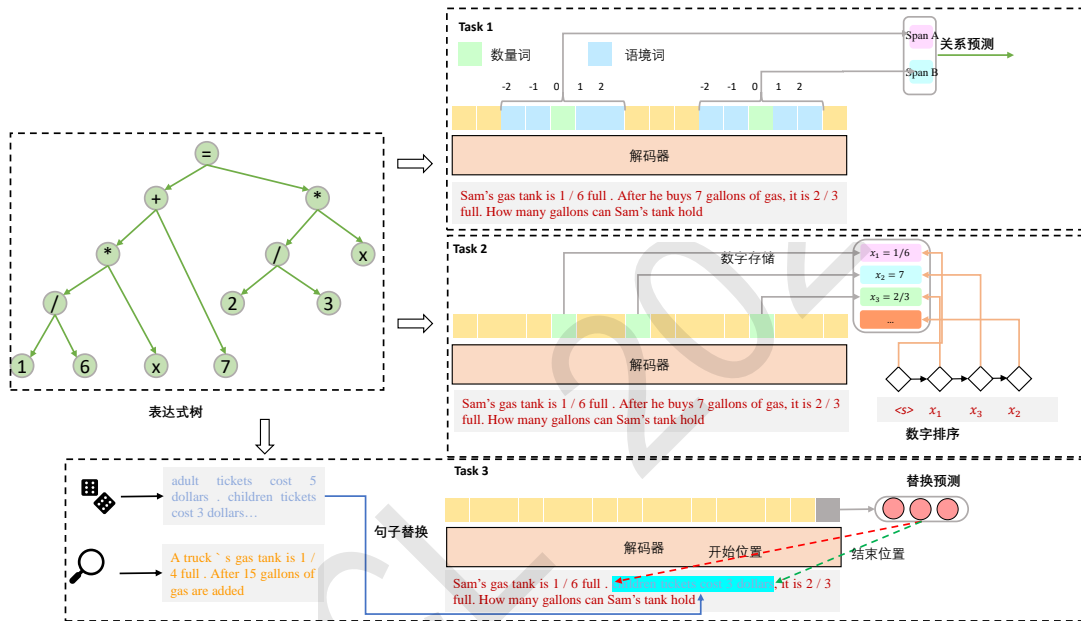 Task 1
数量词
语境词
Span A
Span B
关系预测
-2 -1 0 1 2
-2 -1 0 1 2
解码器
Sam's gas tank is 1 / 6 full . After he buys 7 gallons of gas, it is 2 / 3
full. How many gallons can Sam's tank hold
=
+
*
*
/
x
/
2
3
1
6
x
7
表达式树
Task 2
数字存储
x₁ = 1/6
x₂ = 7
x₃ = 2/3
...
解码器
Sam's gas tank is 1 / 6 full . After he buys 7 gallons of gas, it is 2 / 3
full. How many gallons can Sam's tank hold
<s> x₁ x₃ x₂
数字排序
Task 3
adult tickets cost 5
dollars . children tickets
cost 3 dollars…
A truck ` s gas tank is 1 /
4 full . After 15 gallons of
gas are added
句子替换
替换预测
解码器
开始位置
结束位置
Sam's gas tank is 1 / 6 full . children tickets cost 3 dollars, it is 2 / 3
full. How many gallons can Sam's tank hold